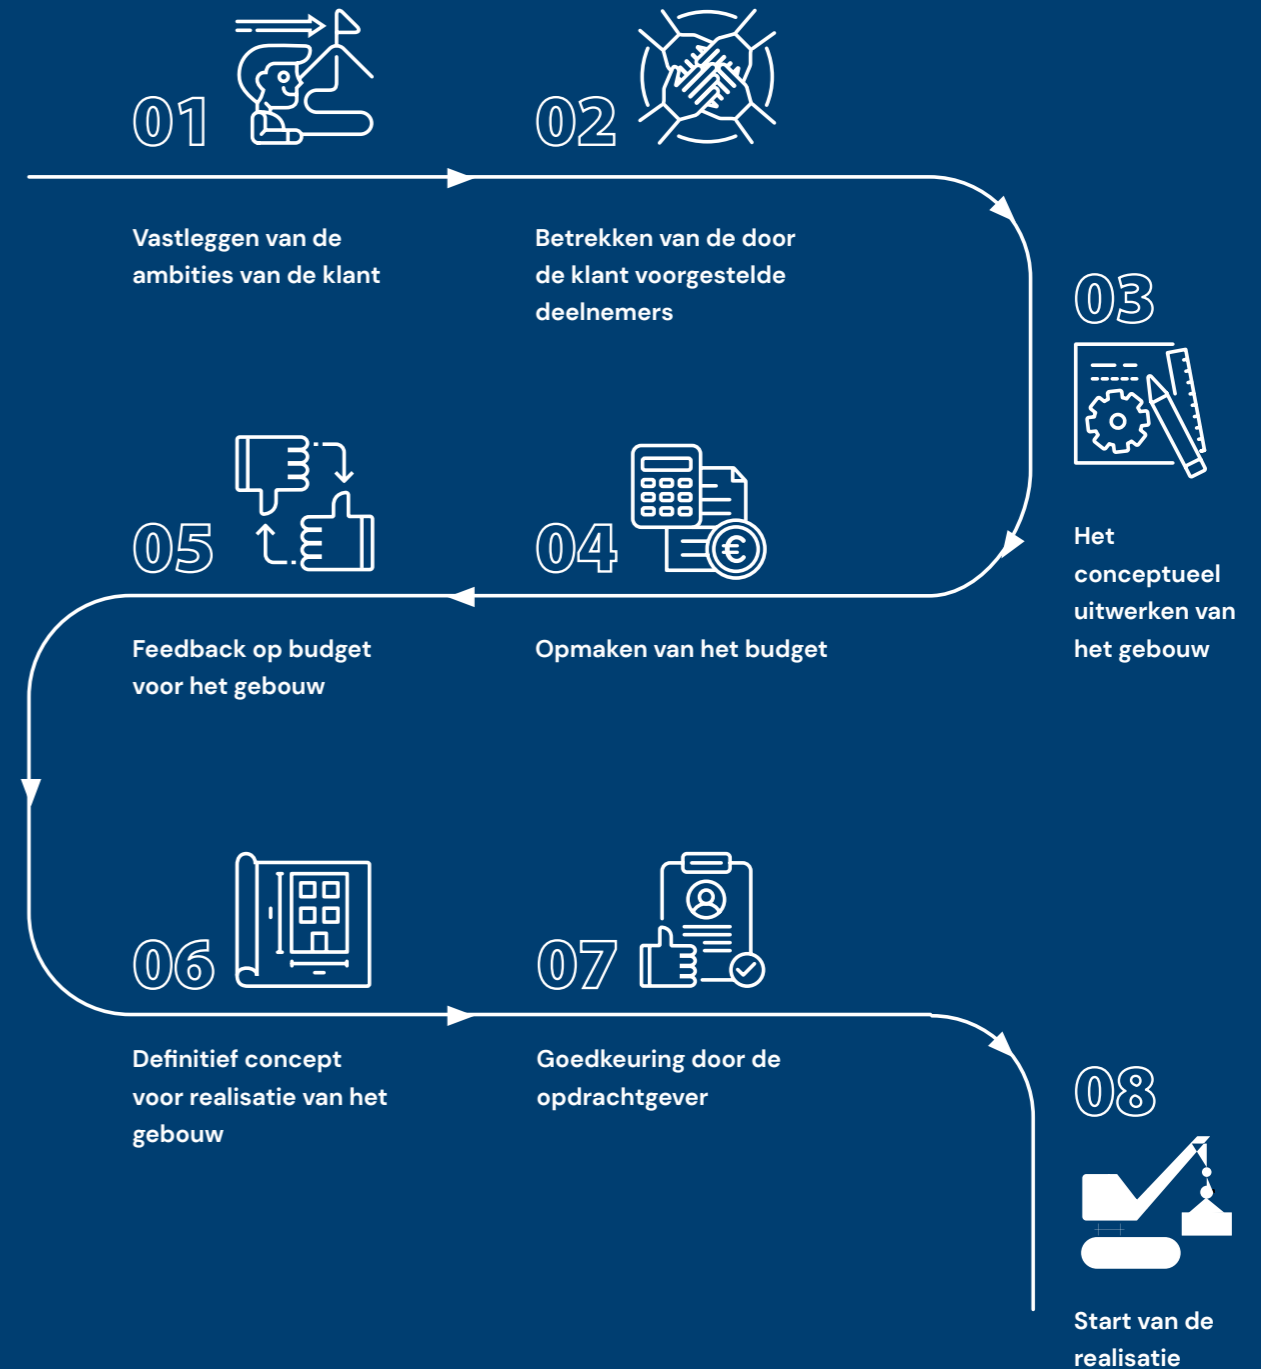 01
Vastleggen van de
ambities van de klant
02
Betrekken van de door
de klant voorgestelde
deelnemers
03
Het
conceptueel
uitwerken van
het gebouw
04
€
Opmaken van het budget
05
Feedback op budget
voor het gebouw
06
Definitief concept
voor realisatie van het
gebouw
07
Goedkeuring door de
opdrachtgever
08
Start van de
realisatie